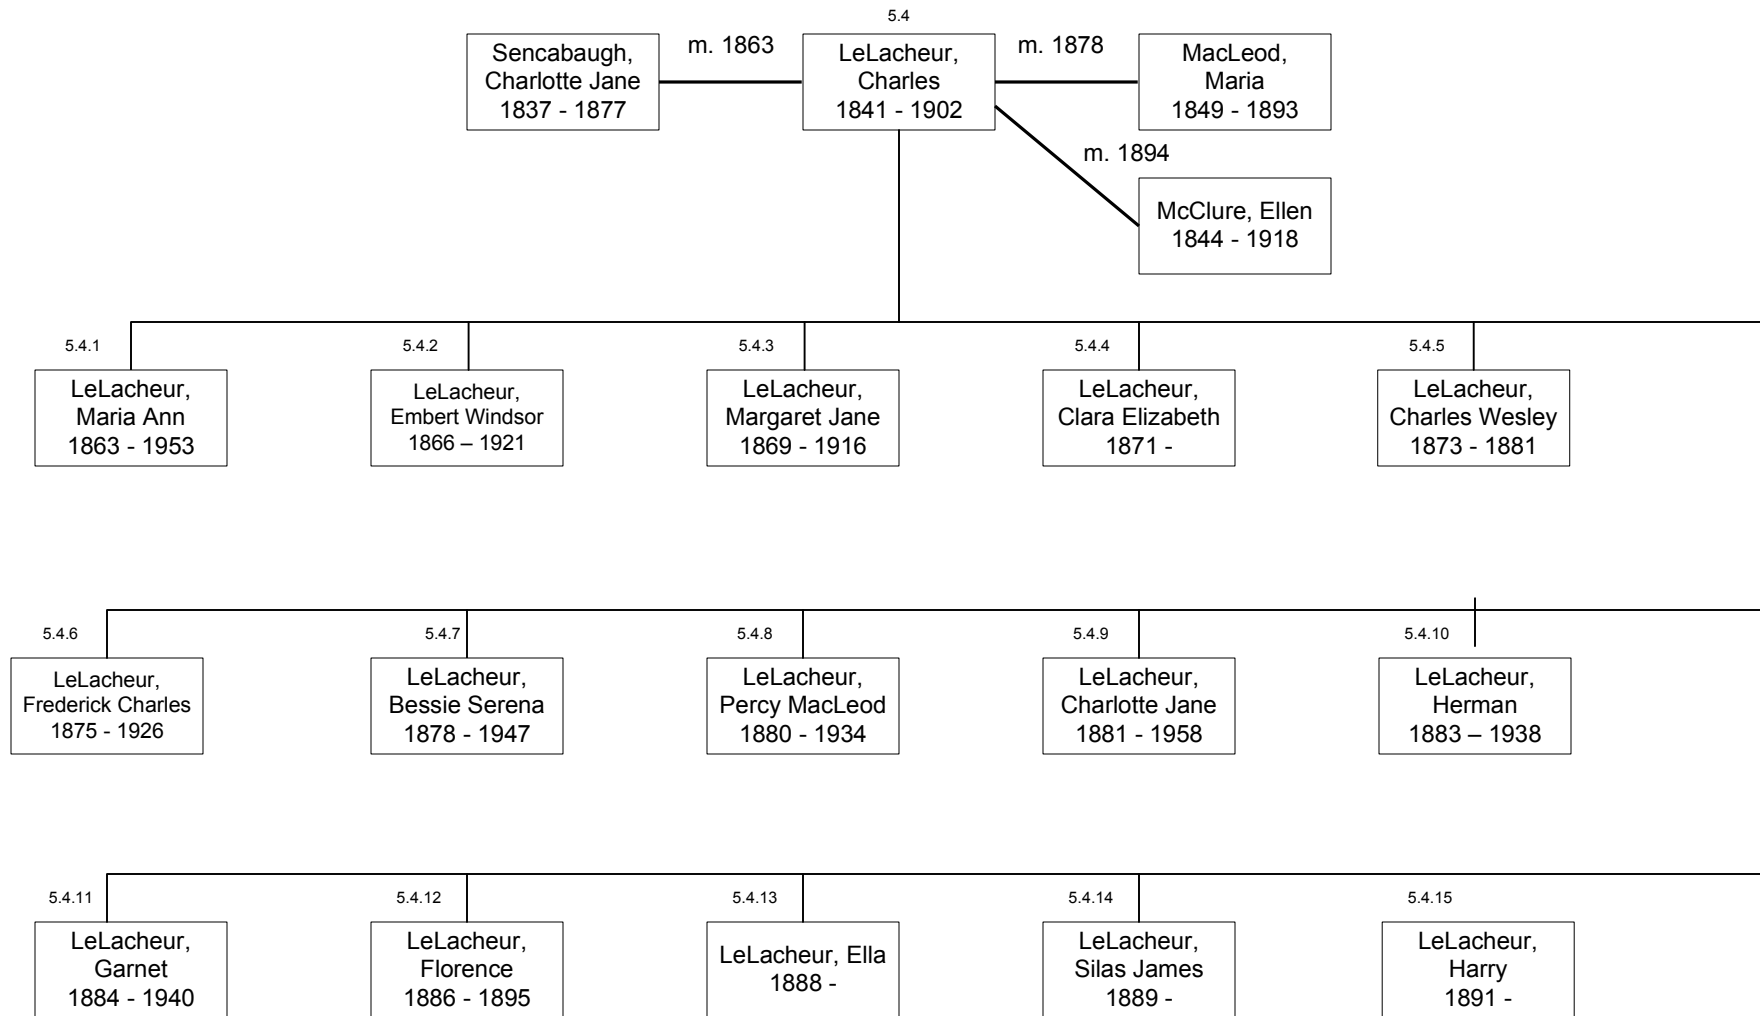 5.4
Sencabaugh,
Charlotte Jane
1837 - 1877
m. 1863
LeLacheur,
Charles
1841 - 1902
m. 1878
MacLeod,
Maria
1849 - 1893
m. 1894
McClure, Ellen
1844 - 1918
5.4.1
LeLacheur,
Maria Ann
1863 - 1953
5.4.2
LeLacheur,
Embert Windsor
1866 – 1921
5.4.3
LeLacheur,
Margaret Jane
1869 - 1916
5.4.4
LeLacheur,
Clara Elizabeth
1871 -
5.4.5
LeLacheur,
Charles Wesley
1873 - 1881
5.4.6
LeLacheur,
Frederick Charles
1875 - 1926
5.4.7
LeLacheur,
Bessie Serena
1878 - 1947
5.4.8
LeLacheur,
Percy MacLeod
1880 - 1934
5.4.9
LeLacheur,
Charlotte Jane
1881 - 1958
5.4.10
LeLacheur,
Herman
1883 – 1938
5.4.11
LeLacheur,
Garnet
1884 - 1940
5.4.12
LeLacheur,
Florence
1886 - 1895
5.4.13
LeLacheur, Ella
1888 -
5.4.14
LeLacheur,
Silas James
1889 -
5.4.15
LeLacheur,
Harry
1891 -